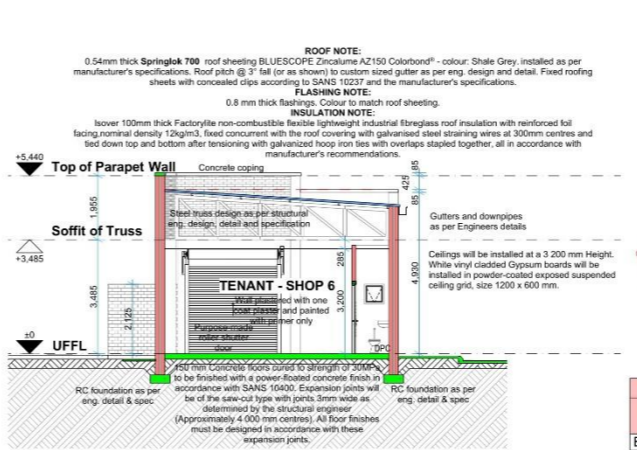 ROOF NOTE:
0.54mm thick Springlok 700 roof sheeting BLUESCOPE Zincalume AZ150 Colorbond® - colour: Shale Grey. installed as per
manufacturer's specifications. Roof pitch @ 3° fall (or as shown) to custom sized gutter as per eng. design and detail. Fixed roofing
sheets with concealed clips according to SANS 10237 and the manufacturer's specifications.
FLASHING NOTE:
0.8 mm thick flashings. Colour to match roof sheeting.
INSULATION NOTE:
Isover 100mm thick Factorylite non-combustible flexible lightweight industrial fibreglass roof insulation with reinforced foil
facing,nominal density 12kg/m3, fixed concurrent with the roof covering with galvanised steel straining wires at 300mm centres and
tied down top and bottom after tensioning with galvanized hoop iron ties with overlaps stapled together, all in accordance with
manufacturer's recommendations.
+5,440
Top of Parapet Wall
Concrete coping
85
425
85
1,955
Steel truss design as per structural
eng. design, detail and specification
Gutters and downpipes
as per Engineers details
Soffit of Truss
+3,485
285
Ceilings will be installed at a 3 200 mm Height.
While vinyl cladded Gypsum boards will be
installed in powder-coated exposed suspended
ceiling grid, size 1200 x 600 mm.
TENANT - SHOP 6
3,485
2,125
3,200
4,930
Wall plastered with one
coat plaster and painted
with primer only
Purpose-made
roller shutter
door
±0
UFFL
DPC
150 mm Concrete floors cured to strength of 30MPa
to be finished with a power-floated concrete finish in
accordance with SANS 10400. Expansion joints will
be of the saw-cut type with joints 3mm wide as
determined by the structural engineer
(Approximately 4 000 mm centres). All floor finishes
must be designed in accordance with these
expansion joints.
RC foundation as per
eng. detail & spec
RC foundation as per
eng. detail & spec
E